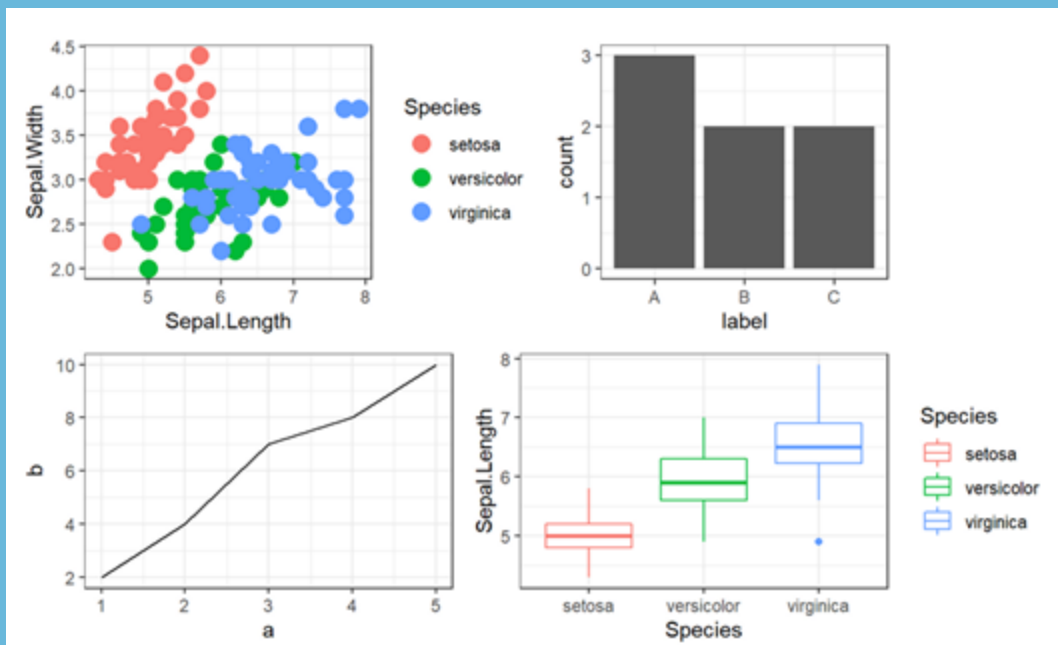 4.5
4.0
3.5
3.0
2.5
2.0
Sepal.Width
5 6 7 8
Sepal.Length
Species
setosa
versicolor
virginica
3
2
1
0
count
A B C
label
10
8
6
4
2
b
1 2 3 4 5
a
8
7
6
5
Sepal.Length
setosa versicolor virginica
Species
Species
setosa
versicolor
virginica